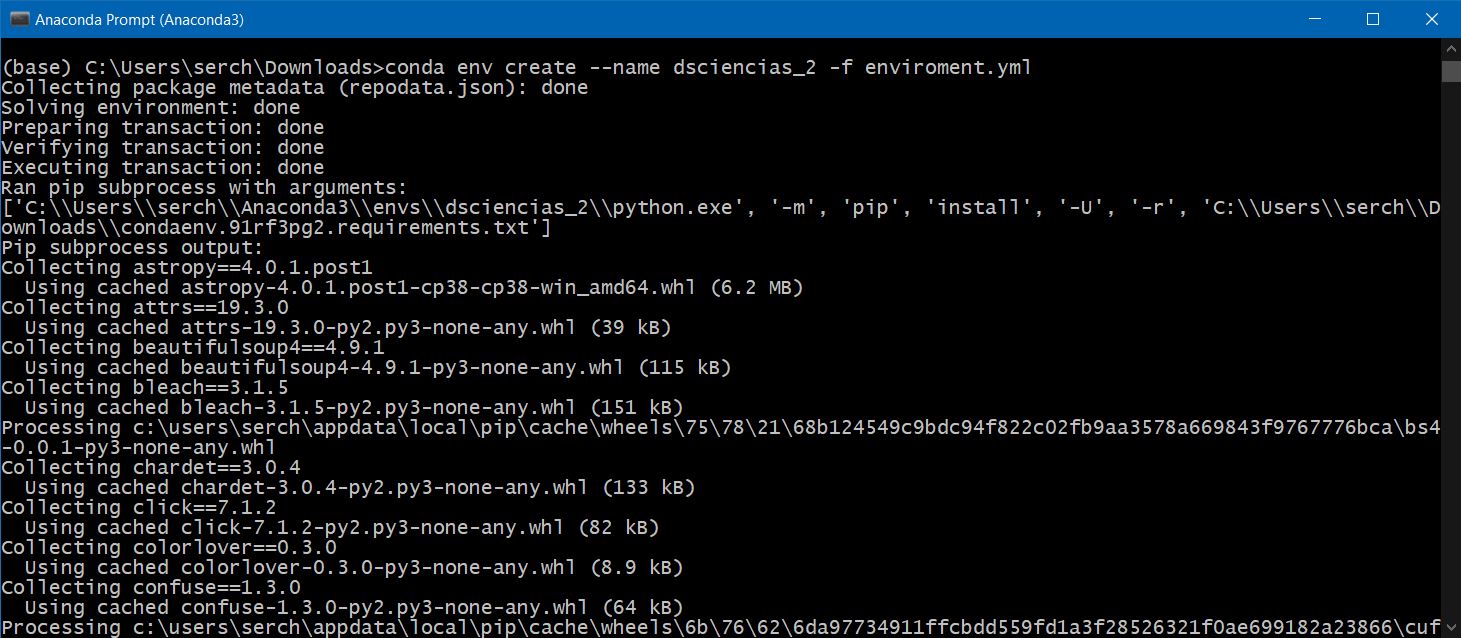 Anaconda Prompt (Anaconda3)
(base) C:\Users\serch\Downloads>conda env create --name dsciencias_2 -f enviroment.yml
Collecting package metadata (repodata.json): done
Solving environment: done
Preparing transaction: done
Verifying transaction: done
Executing transaction: done
Ran pip subprocess with arguments:
['C:\\Users\\serch\\Anaconda3\\envs\\dsciencias_2\\python.exe', '-m', 'pip', 'install', '-U', '-r', 'C:\\Users\\serch\\D
ownloads\\condaenv.91rf3pg2.requirements.txt']
Pip subprocess output:
Collecting astropy==4.0.1.post1
  Using cached astropy-4.0.1.post1-cp38-cp38-win_amd64.whl (6.2 MB)
Collecting attrs==19.3.0
  Using cached attrs-19.3.0-py2.py3-none-any.whl (39 kB)
Collecting beautifulsoup4==4.9.1
  Using cached beautifulsoup4-4.9.1-py3-none-any.whl (115 kB)
Collecting bleach==3.1.5
  Using cached bleach-3.1.5-py2.py3-none-any.whl (151 kB)
Processing c:\users\serch\appdata\local\pip\cache\wheels\75\78\21\68b124549c9bdc94f822c02fb9aa3578a669843f9767776bca\bs4
-0.0.1-py3-none-any.whl
Collecting chardet==3.0.4
  Using cached chardet-3.0.4-py2.py3-none-any.whl (133 kB)
Collecting click==7.1.2
  Using cached click-7.1.2-py2.py3-none-any.whl (82 kB)
Collecting colorlover==0.3.0
  Using cached colorlover-0.3.0-py3-none-any.whl (8.9 kB)
Collecting confuse==1.3.0
  Using cached confuse-1.3.0-py2.py3-none-any.whl (64 kB)
Processing c:\users\serch\appdata\local\pip\cache\wheels\6b\76\62\6da97734911ffcbdd559fd1a3f28526321f0ae699182a23866\cuf